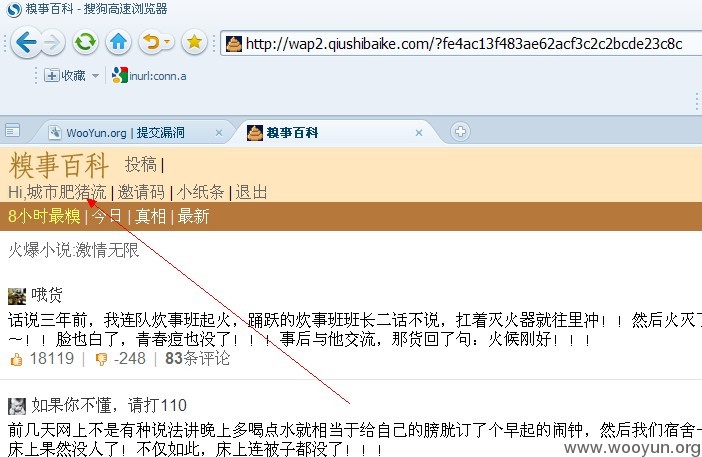 糗事百科 - 搜狗高速浏览器
http://wap2.qiushibaike.com/?fe4ac13f483ae62acf3c2c2bcde23c8c
收藏 inurl:conn.a
WooYun.org | 提交漏洞 糗事百科
糗事百科 投稿 |
Hi,城市肥猪流 | 邀请码 | 小纸条 | 退出
8小时最糗 | 今日 | 真相 | 最新
火爆小说:激情无限
哦货
话说三年前，我连队炊事班起火，踊跃的炊事班班长二话不说，扛着灭火器就往里冲！！然后火灭了
～！！脸也白了，青春痘也没了！！！事后与他交流，那货回了句：火候刚好！！！
18119 | -248 | 83条评论
如果你不懂，请打110
前几天网上不是有种说法讲晚上多喝点水就相当于给自己的膀胱订了个早起的闹钟，然后我们宿舍一
床上果然没人了！不仅如此，床上连被子都没了！！！
www.wooyun.org